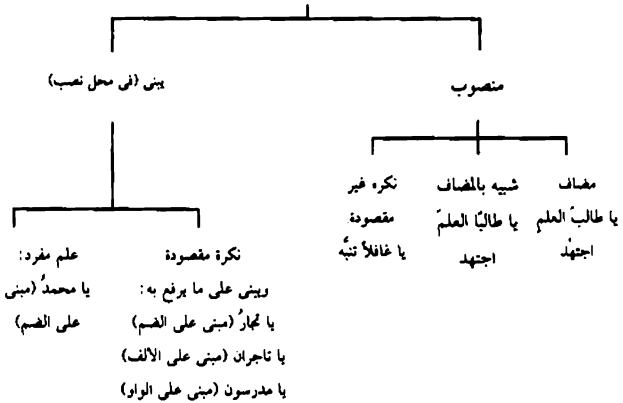 منصوب
يبنى (فى محل نصب)
مضاف
يا طالبَ العلمِ
اجتهدْ
شبيه بالمضاف
يا طالبًا العلمَ
اجتهد
نكره غير
مقصودة
يا غافلاً تنبَّه
نكرة مقصودة
ويبنى على ما يرفع به:
يا تجارُ (مبنى على الضم)
يا تاجران (مبنى على الألف)
يا مدرسون (مبنى على الواو)
علم مفرد:
يا محمدُ (مبنى
على الضم)